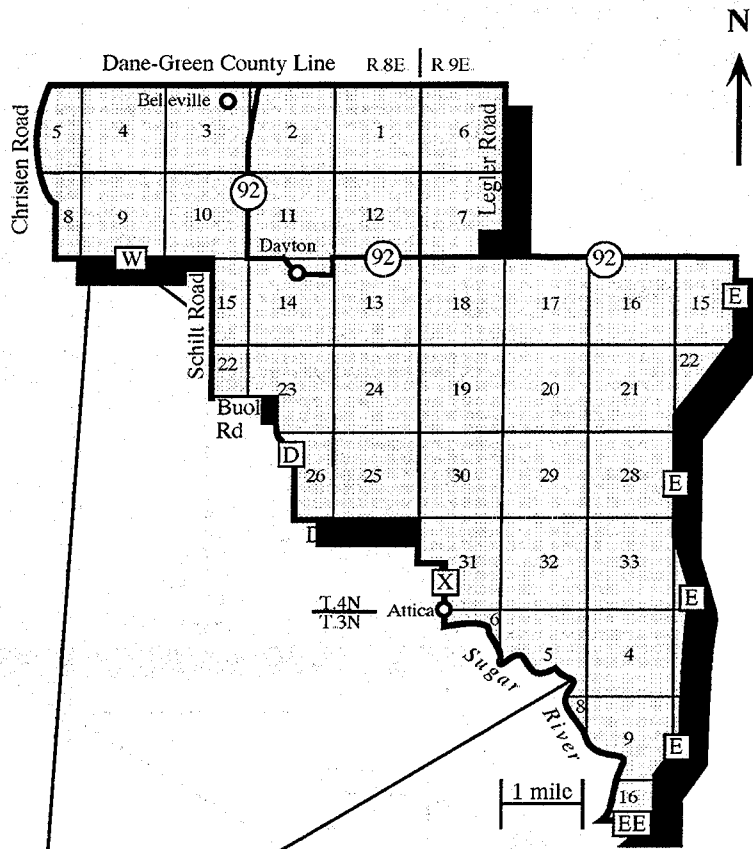 N
Dane-Green County Line R 8E R 9E
Belleville
Christen Road
5 4 3 2 1 6
Legler Road
92
8 9 10 11 12 7
Dayton
W 92 92
Schilt Road
15 14 13 18 17 16 15 E
22 22
23 24 19 20 21
Buol
Rd
D
26 25 30 29 28 E
31 32 33
X
E
T.4N
T.3N
Attica
6 5 4
Sugar
River
8 9 E
1 mile
16
EE